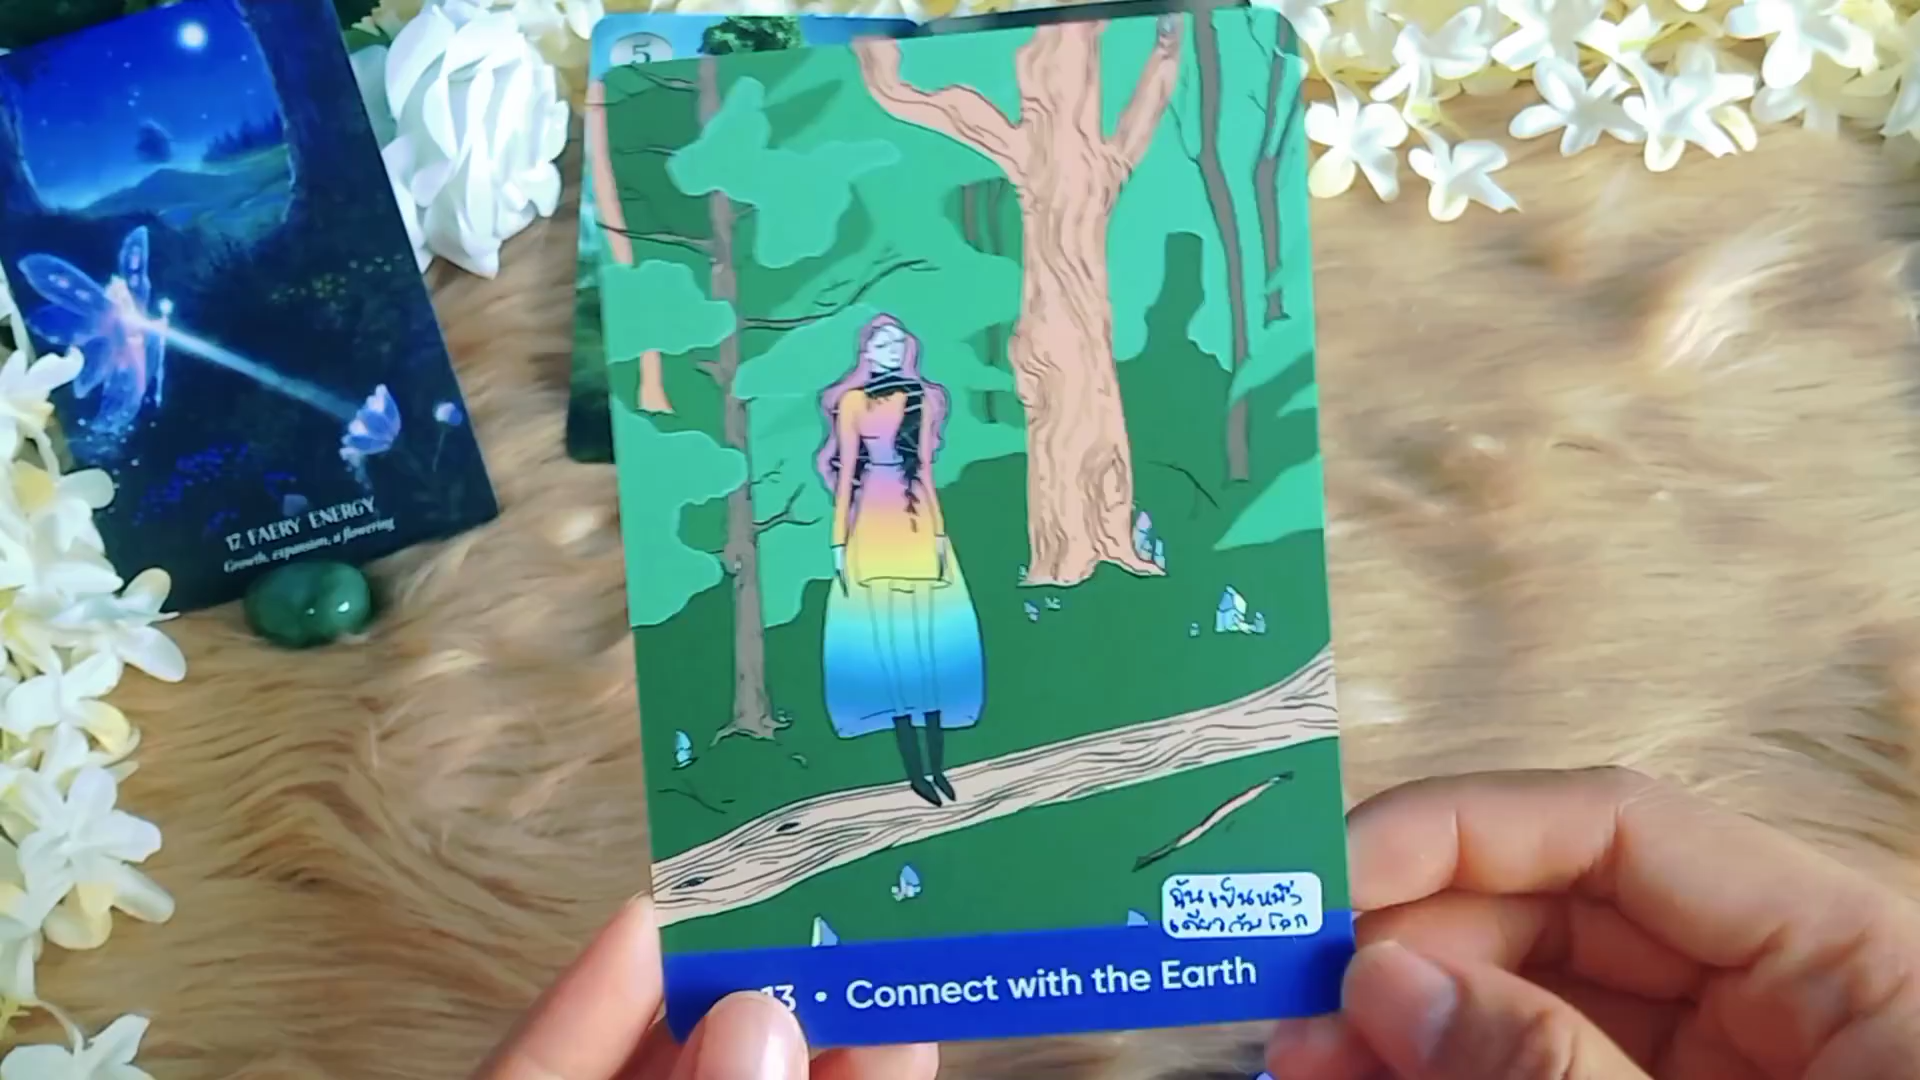 5
17. FAERY ENERGY
Growth, expansion, a flowering
ฉันเป็นหนึ่ง
เดียวกับโลก
13 • Connect with the Earth